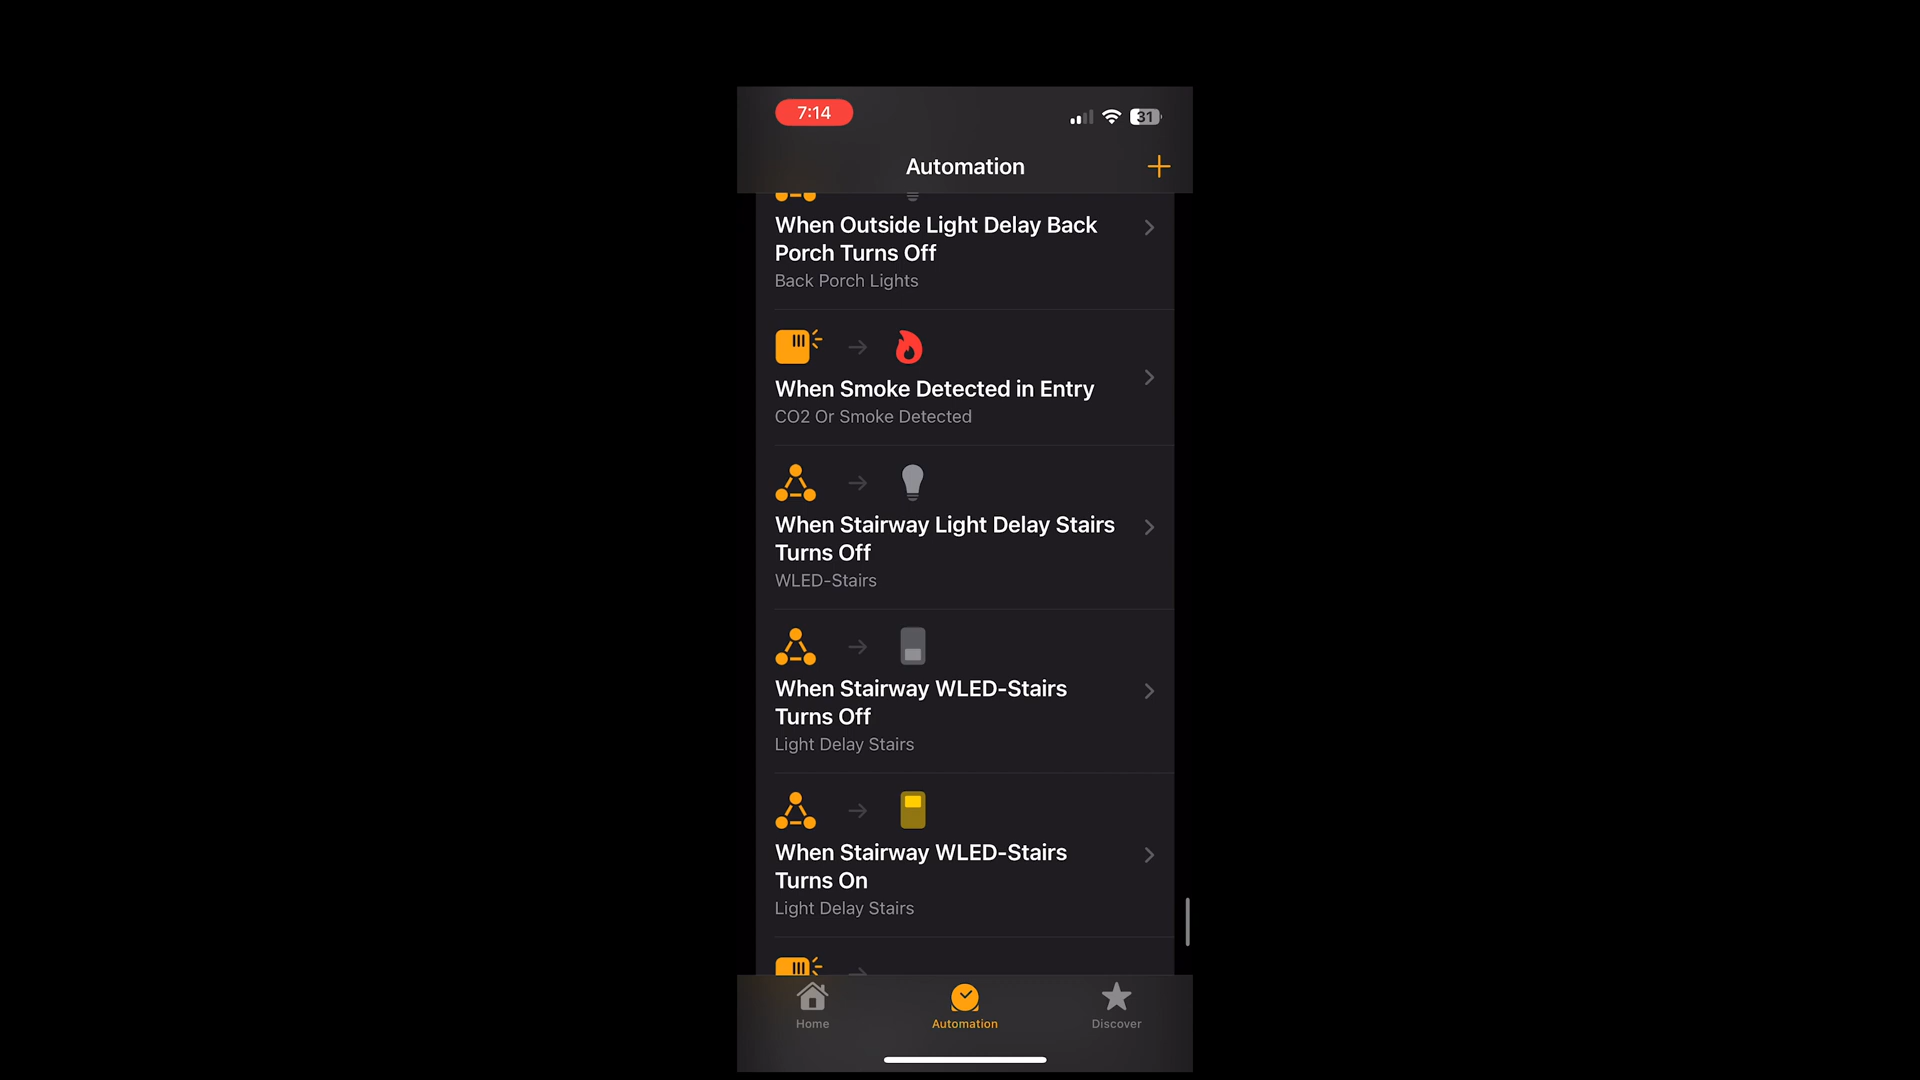 7:14
31
Automation
When Outside Light Delay Back
Porch Turns Off
Back Porch Lights
When Smoke Detected in Entry
CO2 Or Smoke Detected
When Stairway Light Delay Stairs
Turns Off
WLED-Stairs
When Stairway WLED-Stairs
Turns Off
Light Delay Stairs
When Stairway WLED-Stairs
Turns On
Light Delay Stairs
Home
Automation
Discover